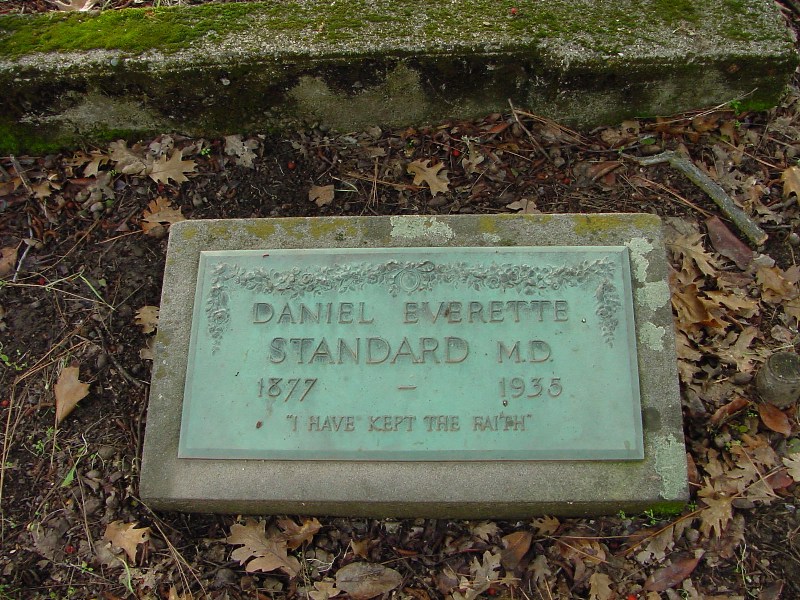 DANIEL EVERETTE
STANDARD M.D.
1877 – 1935
"I HAVE KEPT THE FAITH"